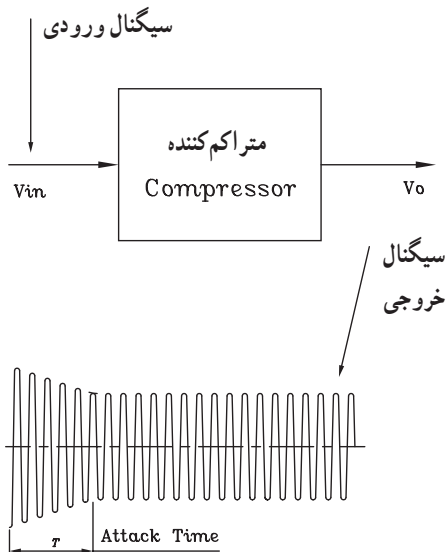 سیگنال ورودی
متراکم‌کننده
Compressor
Vin
Vo
سیگنال
خروجی
T
Attack Time